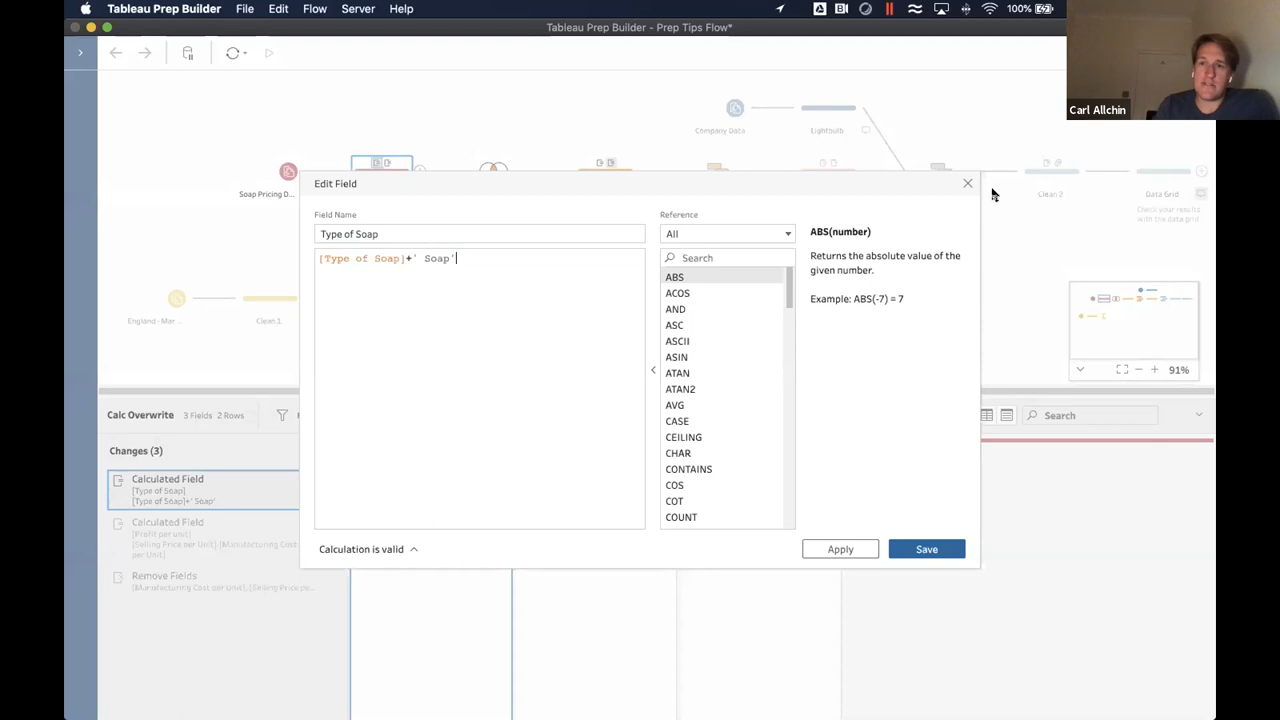 Tableau Prep Builder File Edit Flow Server Help 100%
Tableau Prep Builder - Prep Tips Flow*
Carl Allchin
Company Data
Lightbulb
Soap Pricing D...
Clean 2
Data Grid
Check your results
with the data grid
England - Mar ...
Clean 1
91%
Edit Field
Field Name
Type of Soap
[Type of Soap]+' Soap'
Calculation is valid
Reference
All
Search
ABS
ACOS
AND
ASC
ASCII
ASIN
ATAN
ATAN2
AVG
CASE
CEILING
CHAR
CONTAINS
COS
COT
COUNT
ABS(number)
Returns the absolute value of the
given number.
Example: ABS(-7) = 7
Apply
Save
Calc Overwrite 3 Fields 2 Rows
Search
Changes (3)
Calculated Field
[Type of Soap]
[Type of Soap]+' Soap'
Calculated Field
[Profit per unit]
[Selling Price per Unit]-[Manufacturing Cost
per Unit]
Remove Fields
[Manufacturing Cost per Unit], [Selling Price pe...